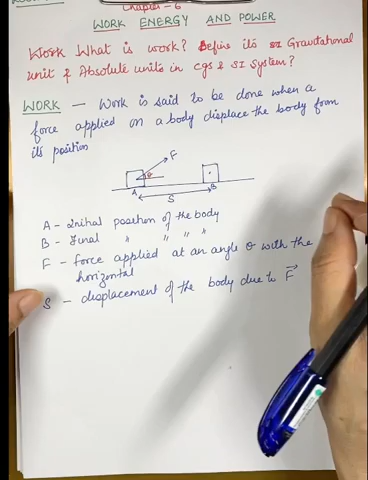 Chapter - 6
WORK ENERGY AND POWER
Work What is work? Define its SI Gravitational
unit & Absolute units in cgs & SI System?
WORK — Work is said to be done when a
force applied on a body displace the body from
its position
F
θ
A
B
S
A - Initial position of the body
B - Final " " " "
F - force applied at an angle θ with the
horizontal
S - displacement of the body due to F⃗